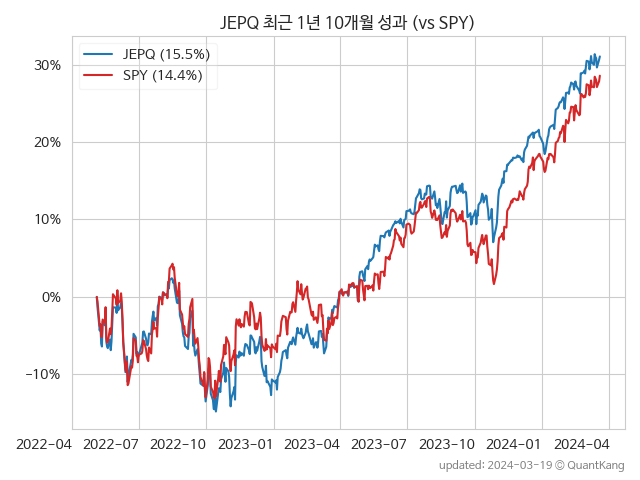 JEPQ 최근 1년 10개월 성과 (vs SPY)
JEPQ (15.5%)
SPY (14.4%)
30%
20%
10%
0%
−10%
2022−04 2022−07 2022−10 2023−01 2023−04 2023−07 2023−10 2024−01 2024−04
updated: 2024−03−19 © QuantKang